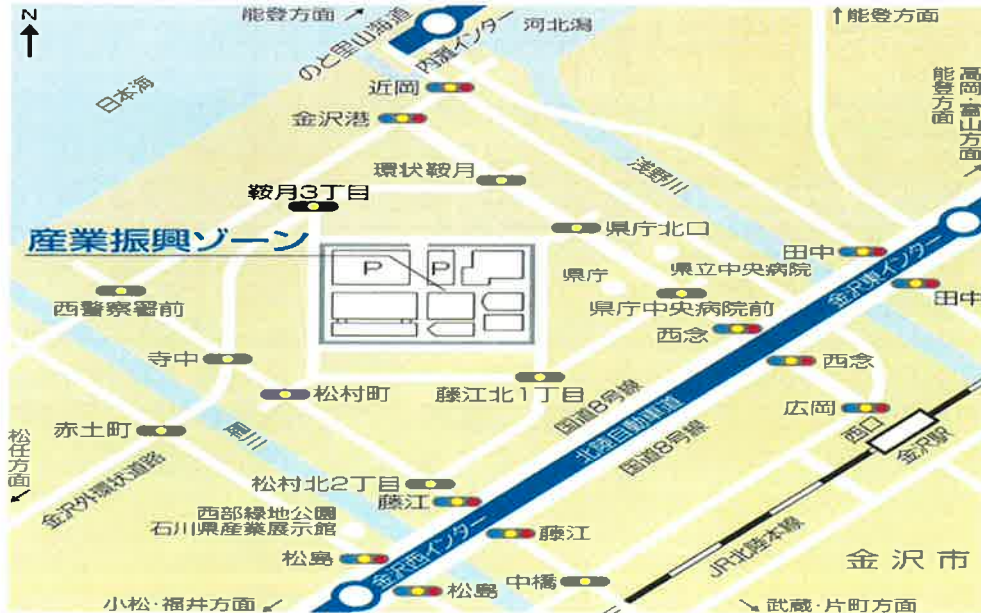 N
能登方面
のと里山海道
内灘インター
河北潟
能登方面
日本海
近岡
金沢港
高岡・富山方面
能登方面
環状鞍月
浅野川
鞍月3丁目
県庁北口
産業振興ゾーン
P
P
県庁
県立中央病院
田中
金沢東インター
田中
西警察署前
県庁中央病院前
西念
西念
寺中
松村町
藤江北1丁目
国道8号線
北陸自動車道
国道8号線
広岡
西口
金沢駅
赤土町
犀川
松任方面
金沢外環状道路
松村北2丁目
藤江
西部緑地公園
石川県産業展示館
藤江
松島
金沢西インター
松島
中橋
JR北陸本線
金沢市
小松・福井方面
武蔵・片町方面